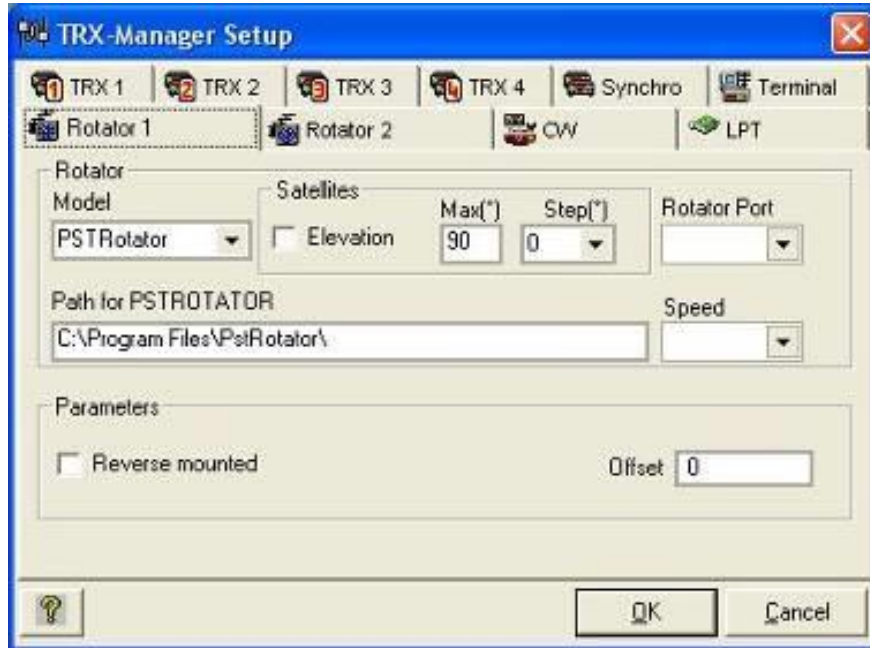 TRX-Manager Setup
TRX 1 TRX 2 TRX 3 TRX 4 Synchro Terminal
Rotator 1 Rotator 2 CW LPT
Rotator
Model Satellites Max(°) Step(°) Rotator Port
PSTRotator Elevation 90 0
Path for PSTROTATOR Speed
C:\Program Files\PstRotator\
Parameters
Reverse mounted Offset 0
? OK Cancel